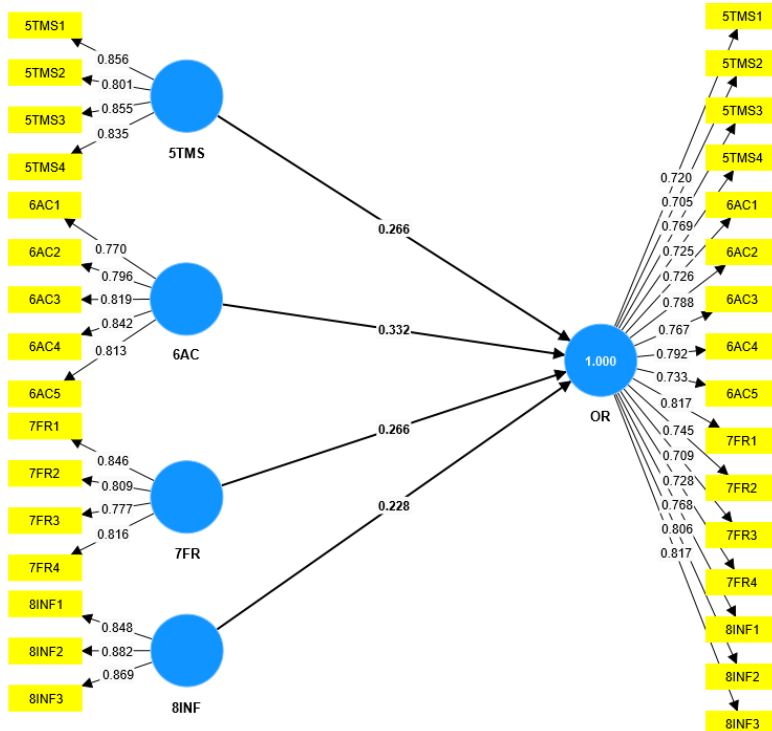 5TMS1
0.856
5TMS2
0.801
5TMS3
0.855
5TMS4
0.835
5TMS
6AC1
0.770
6AC2
0.796
6AC3
0.819
6AC4
0.842
6AC5
0.813
6AC
7FR1
0.846
7FR2
0.809
7FR3
0.777
7FR4
0.816
7FR
8INF1
0.848
8INF2
0.882
8INF3
0.869
8INF
0.266
0.332
0.266
0.228
1.000
OR
0.720
0.705
0.769
0.725
0.726
0.788
0.767
0.792
0.733
0.817
0.745
0.709
0.728
0.768
0.806
0.817
5TMS1
5TMS2
5TMS3
5TMS4
6AC1
6AC2
6AC3
6AC4
6AC5
7FR1
7FR2
7FR3
7FR4
8INF1
8INF2
8INF3